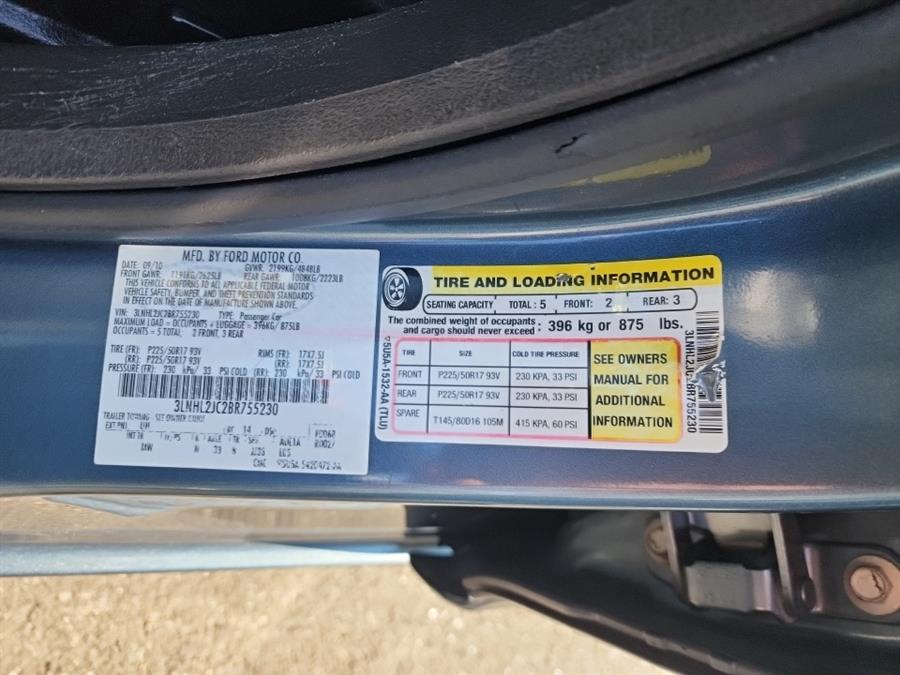 MFD. BY FORD MOTOR CO.
DATE: 09/10 GVWR: 2199KG/4848LB
FRONT GAWR: 1191KG/2625LB REAR GAWR: 1008KG/2223LB
THIS VEHICLE CONFORMS TO ALL APPLICABLE FEDERAL MOTOR
VEHICLE SAFETY, BUMPER, AND THEFT PREVENTION STANDARDS
IN EFFECT ON THE DATE OF MANUFACTURE SHOWN ABOVE.
VIN: 3LNHL2JC2BR755230 TYPE: Passenger Car
MAXIMUM LOAD = OCCUPANTS + LUGGAGE = 396KG / 875LB
OCCUPANTS = 5 TOTAL: 2 FRONT, 3 REAR
TIRE (FR): P225/50R17 93V RIMS (FR): 17X7.5J
(RR): P225/50R17 93V (RR): 17X7.5J
PRESSURE (FR): 230 kPa/ 33 PSI COLD (RR): 230 kPa/ 33 PSI COLD
3LNHL2JC2BR755230
TRAILER TOWING - SEE OWNER GUIDE
TIRE AND LOADING INFORMATION
SEATING CAPACITY TOTAL : 5 FRONT: 2 REAR: 3
The combined weight of occupants
and cargo should never exceed : 396 kg or 875 lbs.
TIRE SIZE COLD TIRE PRESSURE
FRONT P225/50R17 93V 230 KPA, 33 PSI
REAR P225/50R17 93V 230 KPA, 33 PSI
SPARE T145/80D16 105M 415 KPA, 60 PSI
SEE OWNERS
MANUAL FOR
ADDITIONAL
INFORMATION
5U5A-1532-AA (TLU)